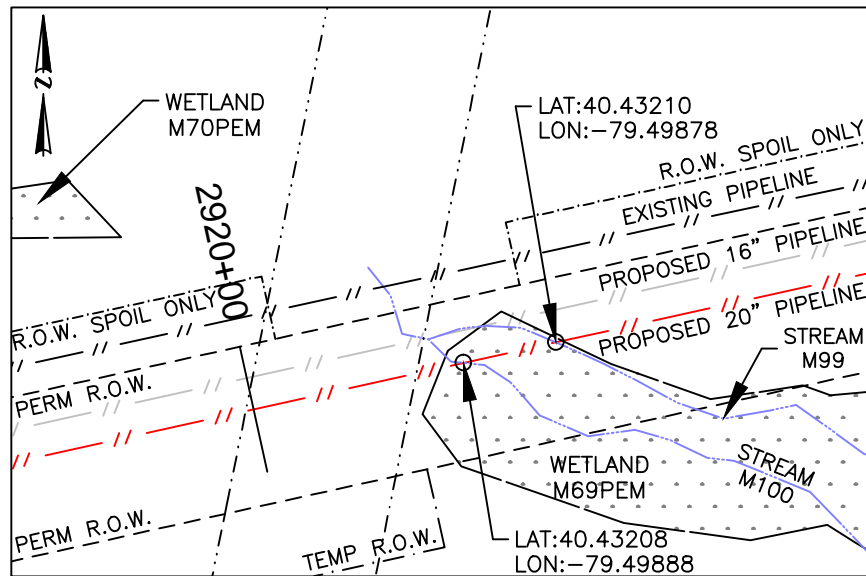 N
WETLAND
M70PEM
LAT:40.43210
LON:-79.49878
R.O.W. SPOIL ONLY
EXISTING PIPELINE
2920+00
PROPOSED 16" PIPELINE
PROPOSED 20" PIPELINE
R.O.W. SPOIL ONLY
STREAM
M99
PERM R.O.W.
WETLAND
M69PEM
STREAM
M100
PERM R.O.W.
TEMP R.O.W.
LAT:40.43208
LON:-79.49888